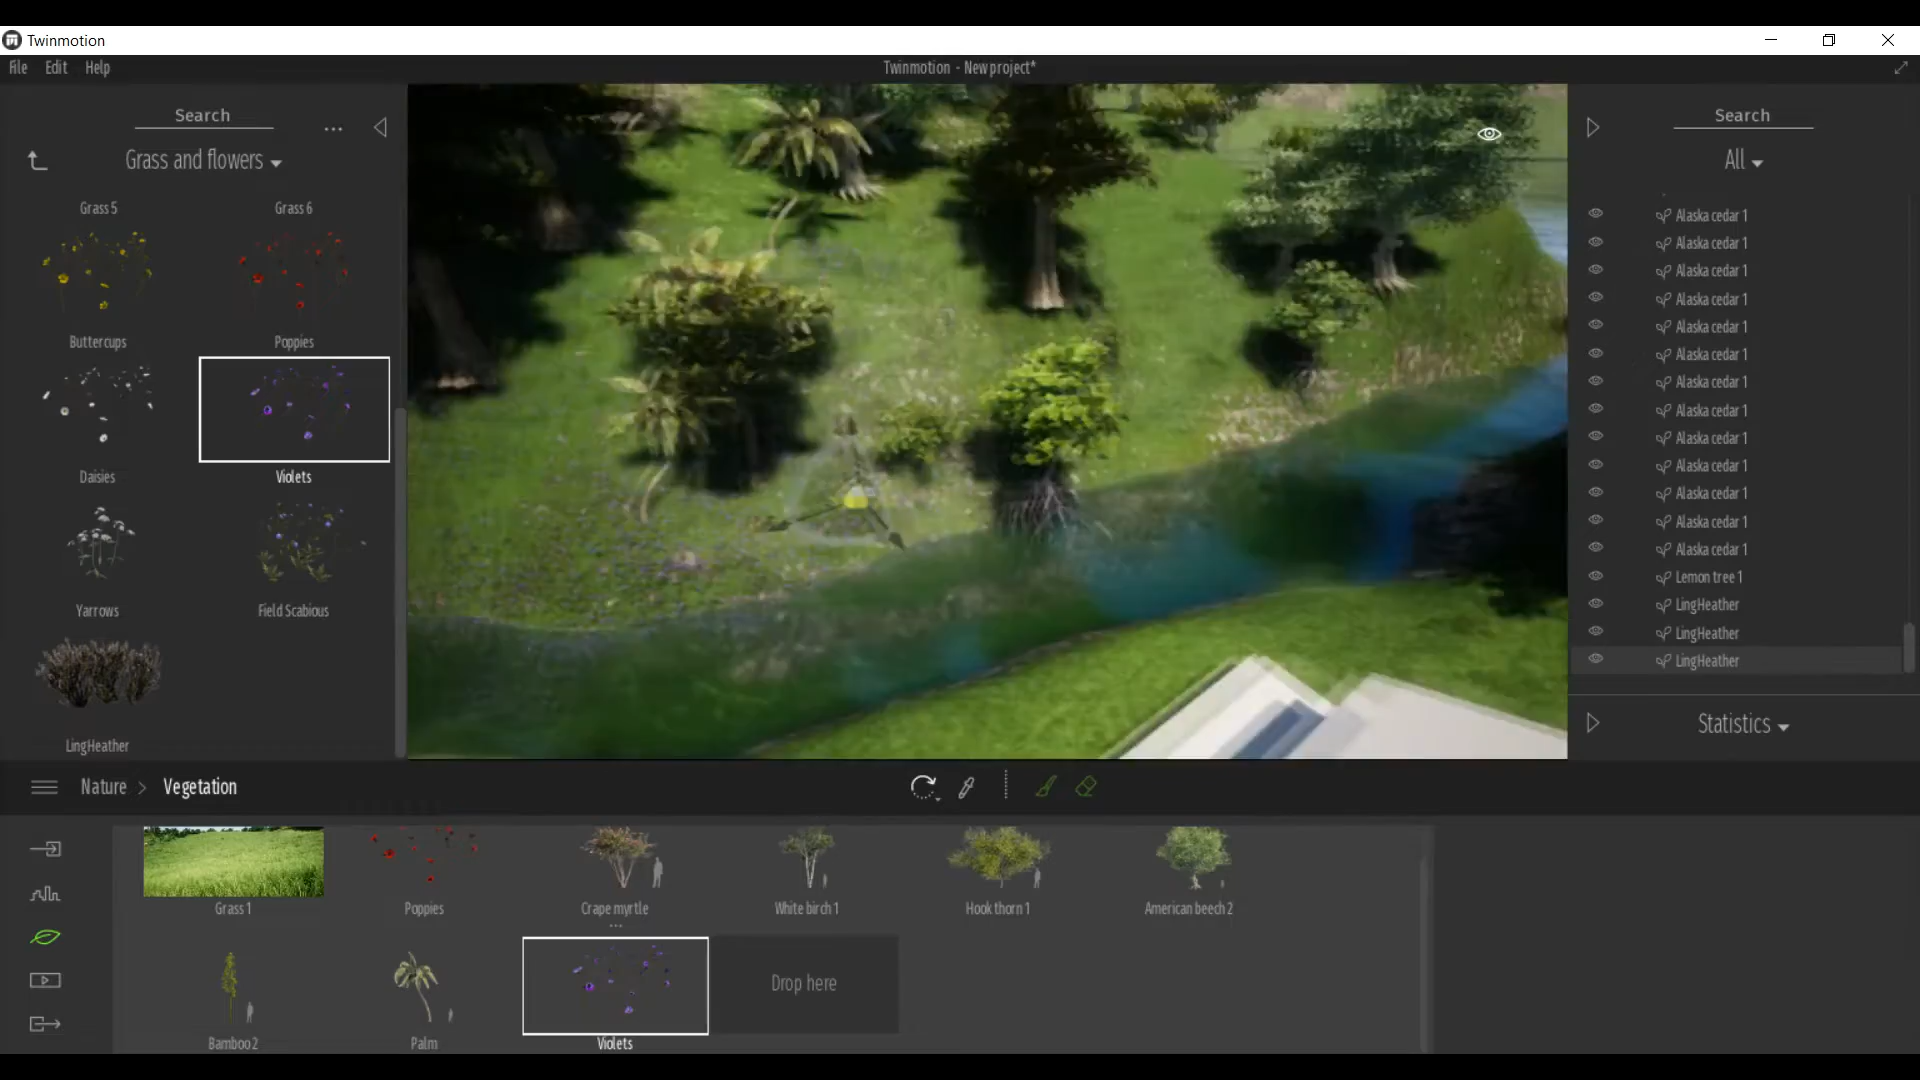 Twinmotion
File Edit Help
Twinmotion - New project*
Search
...
Grass and flowers
Grass 5
Grass 6
Buttercups
Poppies
Daisies
Violets
Yarrows
Field Scabious
LingHeather
Search
All
Alaska cedar 1
Alaska cedar 1
Alaska cedar 1
Alaska cedar 1
Alaska cedar 1
Alaska cedar 1
Alaska cedar 1
Alaska cedar 1
Alaska cedar 1
Alaska cedar 1
Alaska cedar 1
Alaska cedar 1
Alaska cedar 1
Lemon tree 1
LingHeather
LingHeather
LingHeather
Statistics
Nature > Vegetation
Grass 1
Poppies
Crape myrtle
...
White birch 1
Hook thorn 1
American beech 2
Bamboo 2
Palm
Violets
Drop here